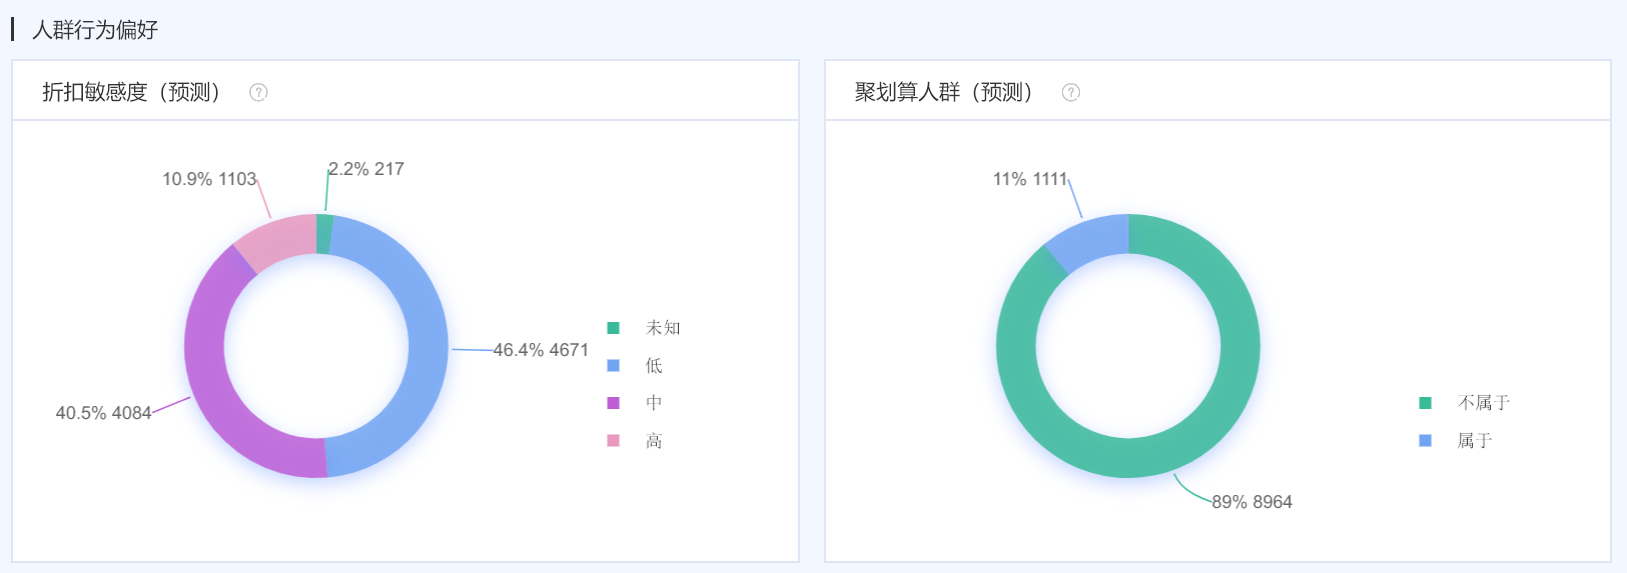 人群行为偏好
折扣敏感度（预测） ?
10.9% 1103
2.2% 217
46.4% 4671
40.5% 4084
未知
低
中
高
聚划算人群（预测） ?
11% 1111
89% 8964
不属于
属于